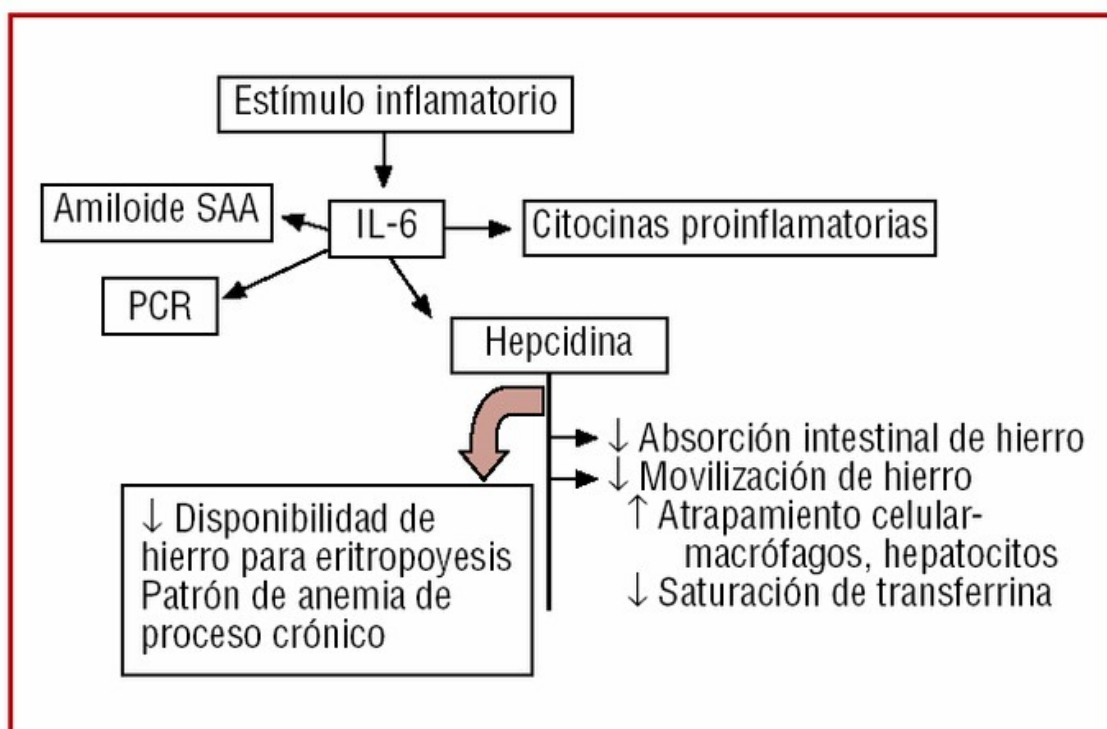 Estímulo inflamatorio
Amiloide SAA
IL-6
Citocinas proinflamatorias
PCR
Hepcidina
↓ Absorción intestinal de hierro
↓ Movilización de hierro
↑ Atrapamiento celular-
macrófagos, hepatocitos
↓ Saturación de transferrina
↓ Disponibilidad de
hierro para eritropoyesis
Patrón de anemia de
proceso crónico